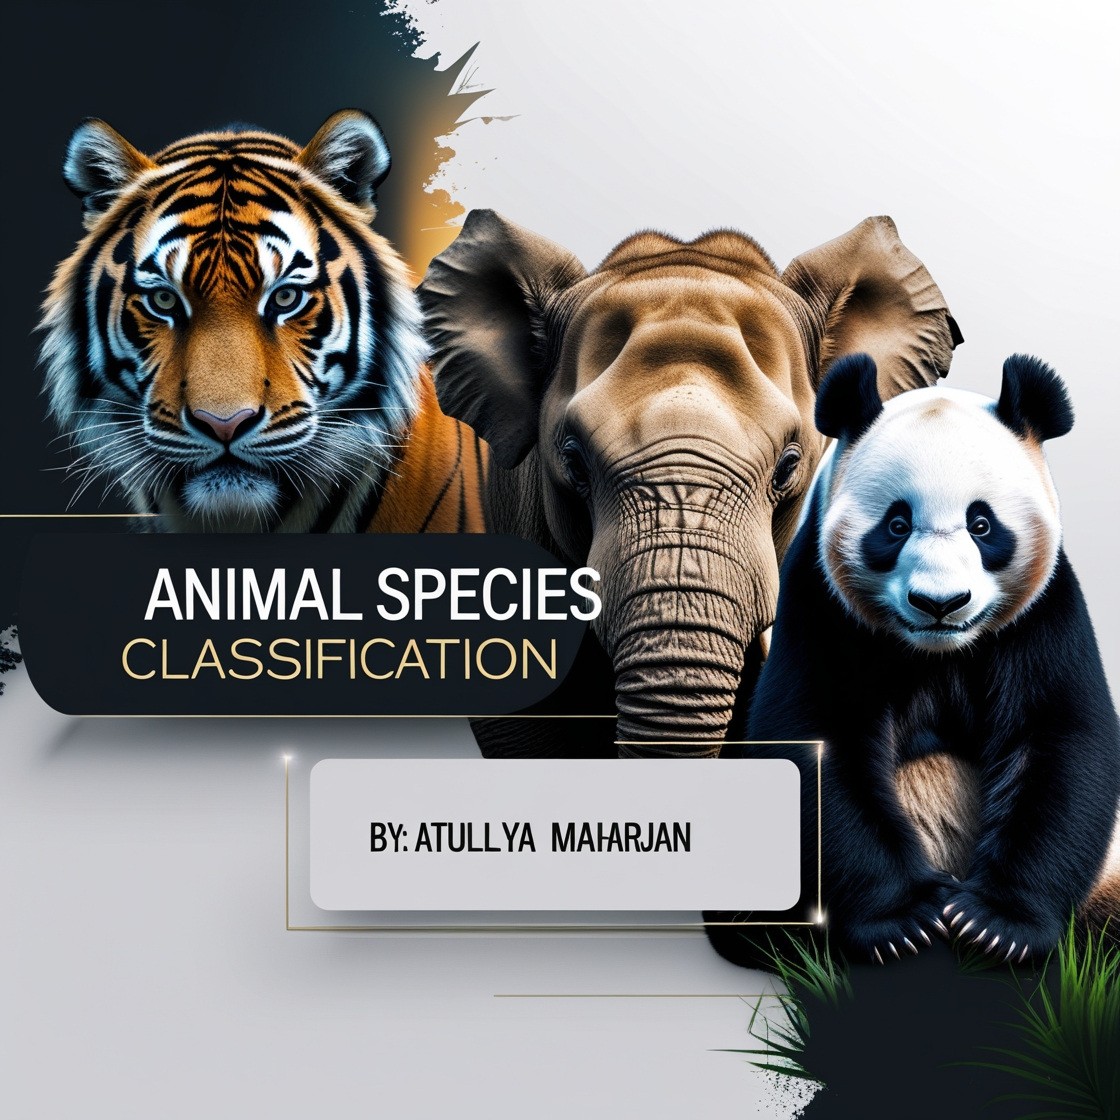 ANIMAL SPECIES
CLASSIFICATION
BY: ATULLYA MAHARJAN